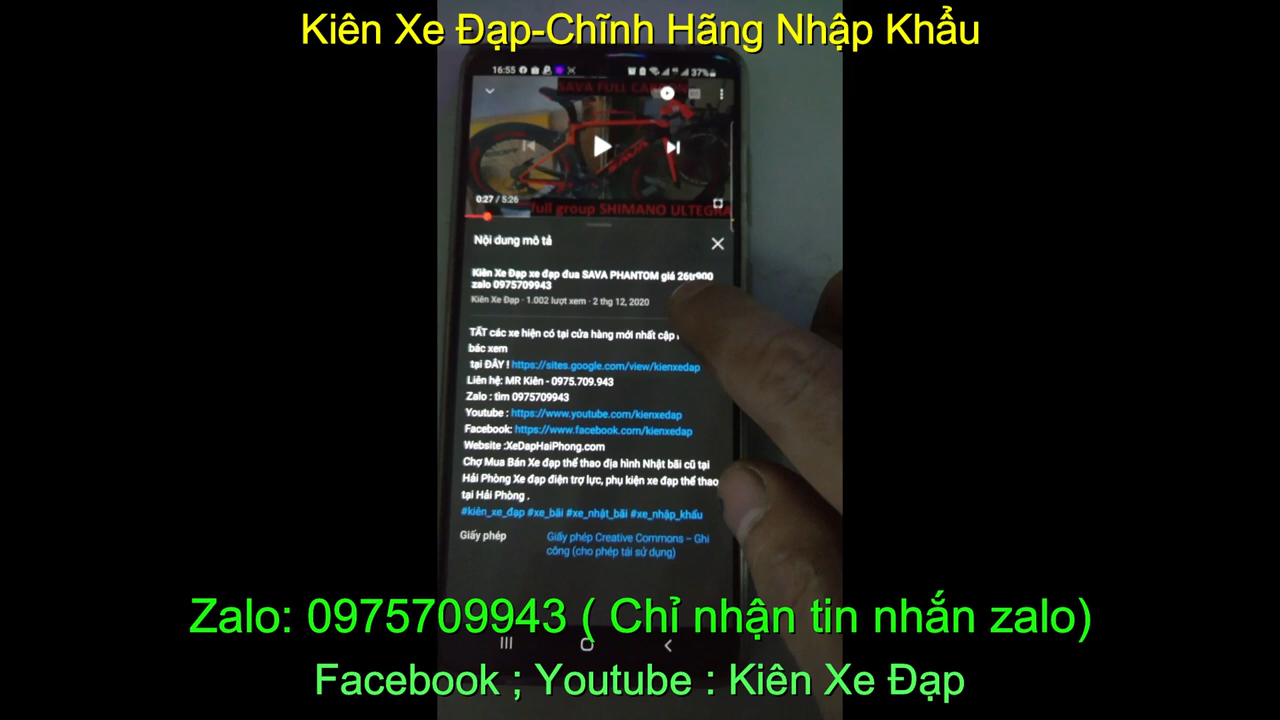 Kiên Xe Đạp-Chĩnh Hãng Nhập Khẩu
16:55
37%
SAVA FULL CARBON
SAVA
0:27 / 5:26
full group SHIMANO ULTEGRA
Nội dung mô tả
Kiên Xe Đạp xe đạp đua SAVA PHANTOM giá 26tr900
zalo 0975709943
Kiên Xe Đạp · 1.002 lượt xem · 2 thg 12, 2020
TẤT các xe hiện có tại cửa hàng mới nhất cập
bác xem
tại ĐÂY ! https://sites.google.com/view/kienxedap
Liên hệ: MR Kiên - 0975.709.943
Zalo : tìm 0975709943
Youtube : https://www.youtube.com/kienxedap
Facebook: https://www.facebook.com/kienxedap
Website :XeDapHaiPhong.com
Chợ Mua Bán Xe đạp thể thao địa hình Nhật bãi cũ tại
Hải Phòng Xe đạp điện trợ lực, phụ kiện xe đạp thể thao
tại Hải Phòng .
#kiên_xe_đạp #xe_bãi #xe_nhật_bãi #xe_nhập_khẩu
Giấy phép
Giấy phép Creative Commons – Ghi
công (cho phép tái sử dụng)
Zalo: 0975709943 ( Chỉ nhận tin nhắn zalo)
Facebook ; Youtube : Kiên Xe Đạp